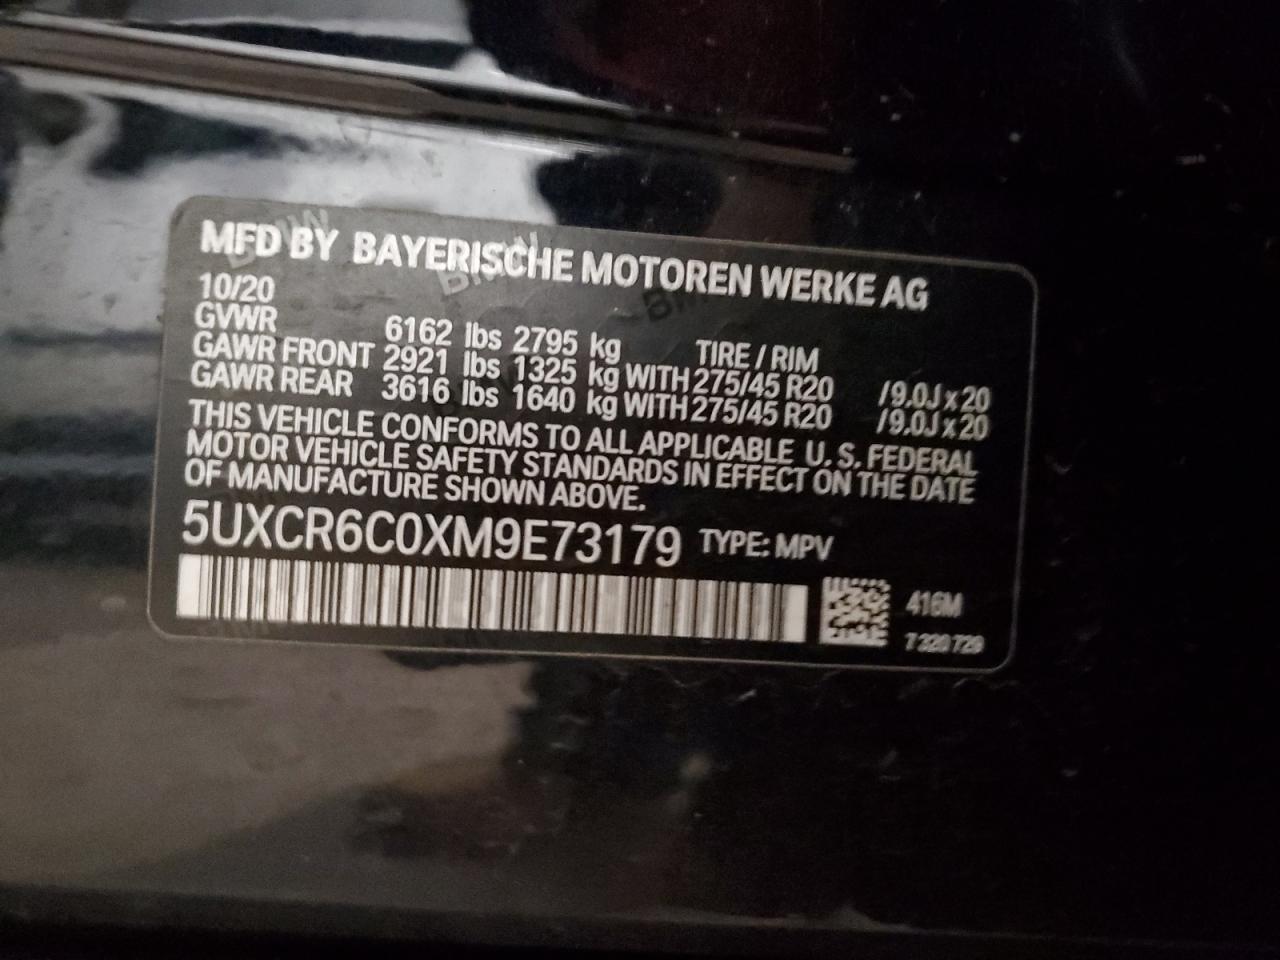 MFD BY BAYERISCHE MOTOREN WERKE AG
10/20
GVWR 6162 lbs 2795 kg TIRE / RIM
GAWR FRONT 2921 lbs 1325 kg WITH 275/45 R20 /9.0J x 20
GAWR REAR 3616 lbs 1640 kg WITH 275/45 R20 /9.0J x 20
THIS VEHICLE CONFORMS TO ALL APPLICABLE U. S. FEDERAL
MOTOR VEHICLE SAFETY STANDARDS IN EFFECT ON THE DATE
OF MANUFACTURE SHOWN ABOVE.
5UXCR6C0XM9E73179 TYPE: MPV
416M
7 320 729